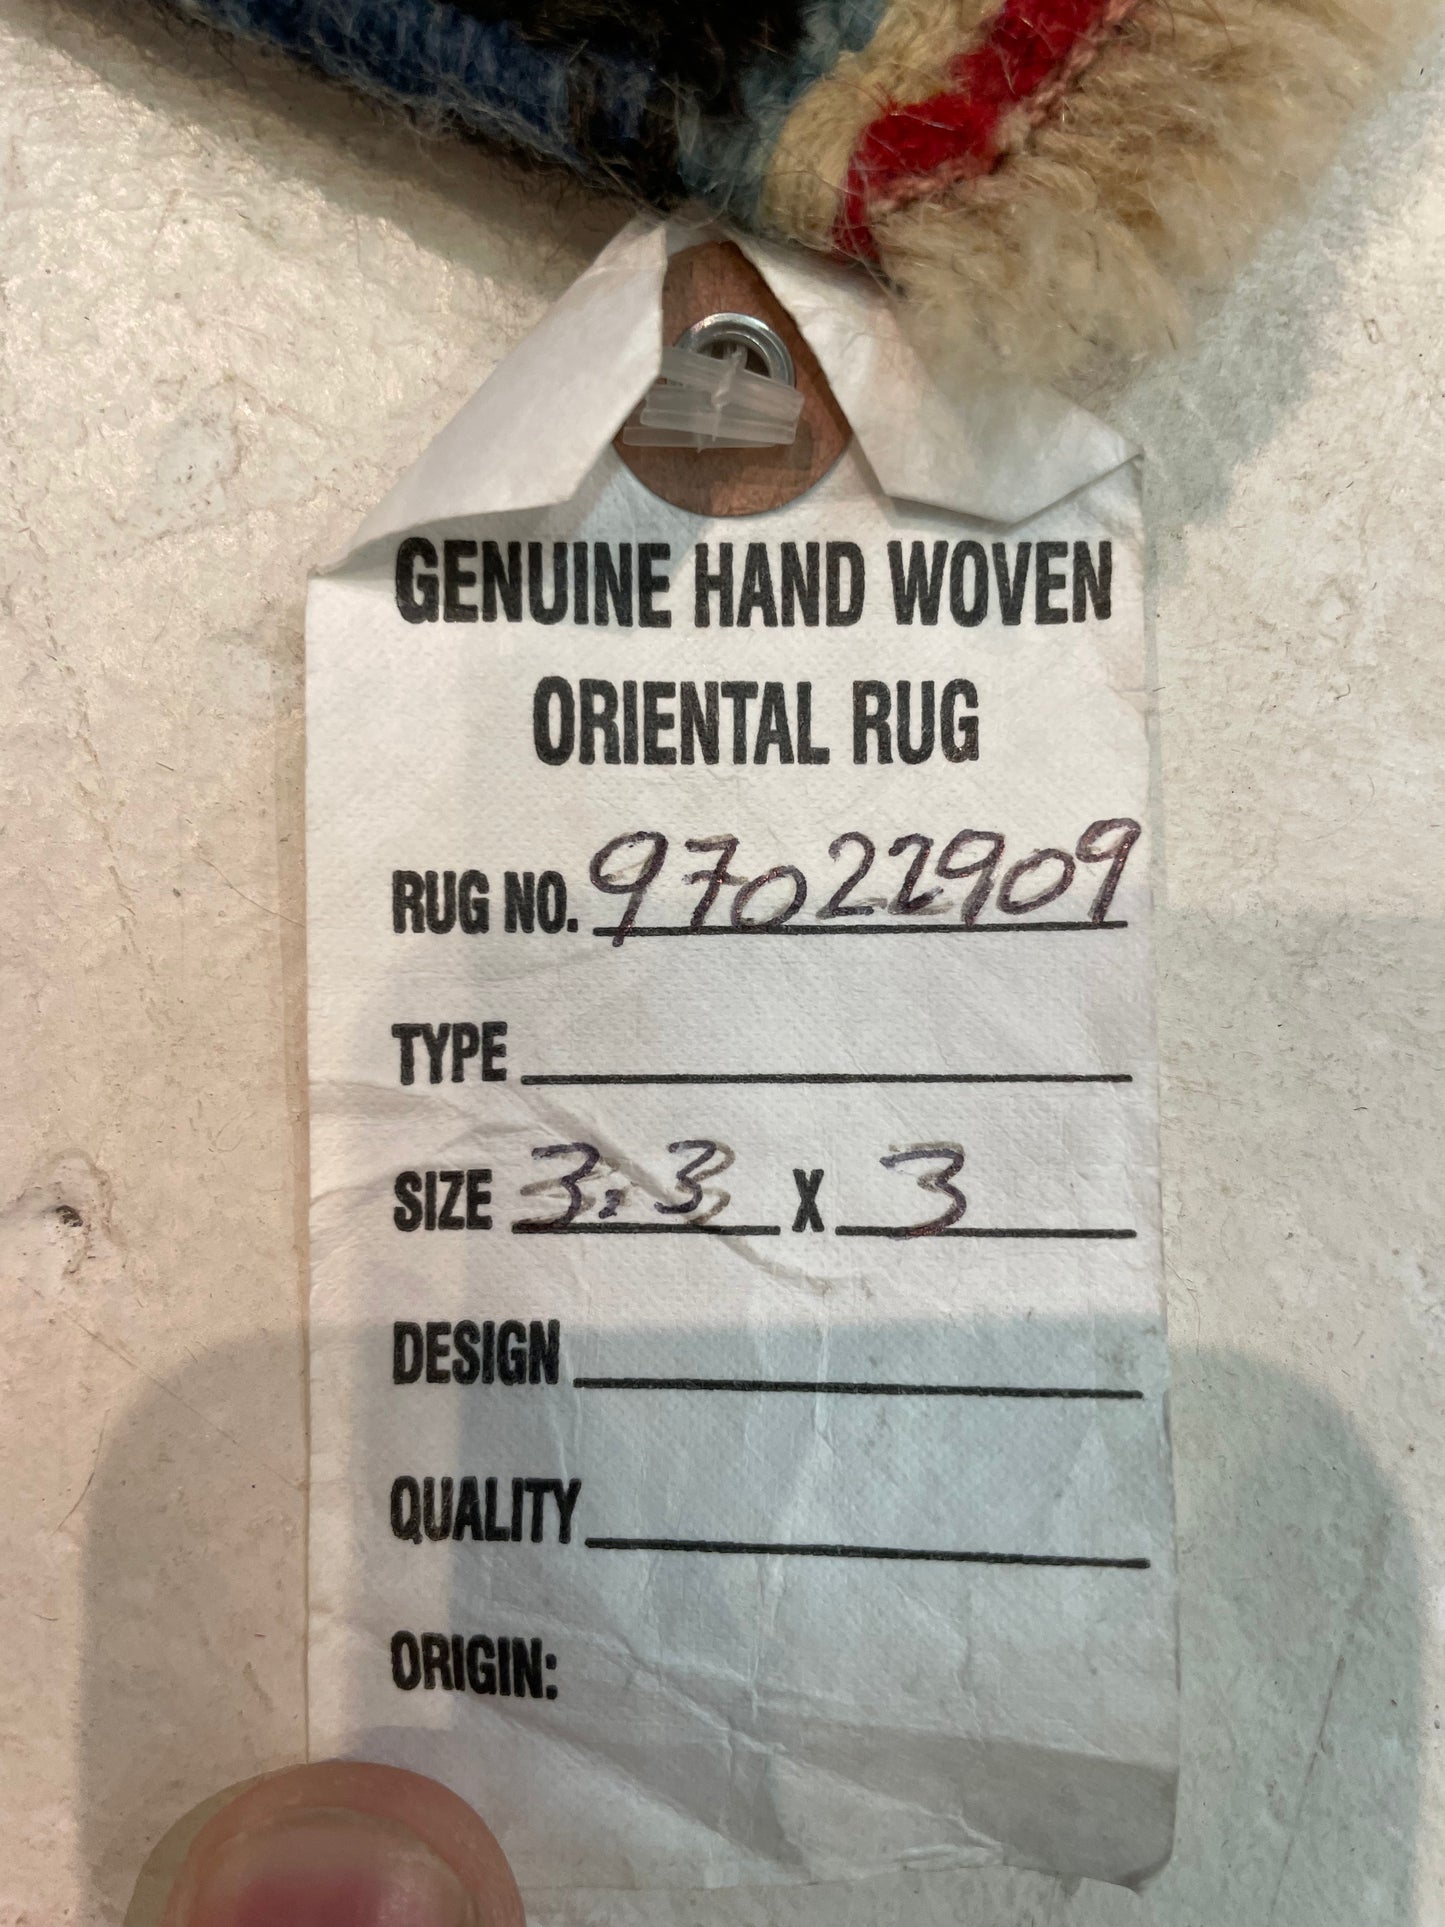 GENUINE HAND WOVEN
ORIENTAL RUG
RUG NO. 97022909
TYPE
SIZE 3.3 X 3
DESIGN
QUALITY
ORIGIN: